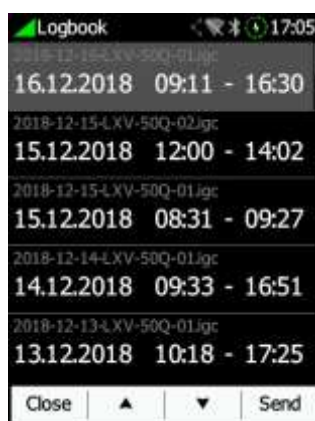 Logbook 17:05
2018-12-16-LXV-50Q-01.igc
16.12.2018 09:11 - 16:30
2018-12-15-LXV-50Q-02.igc
15.12.2018 12:00 - 14:02
2018-12-15-LXV-50Q-01.igc
15.12.2018 08:31 - 09:27
2018-12-14-LXV-50Q-01.igc
14.12.2018 09:33 - 16:51
2018-12-13-LXV-50Q-01.igc
13.12.2018 10:18 - 17:25
Close ▲ ▼ Send